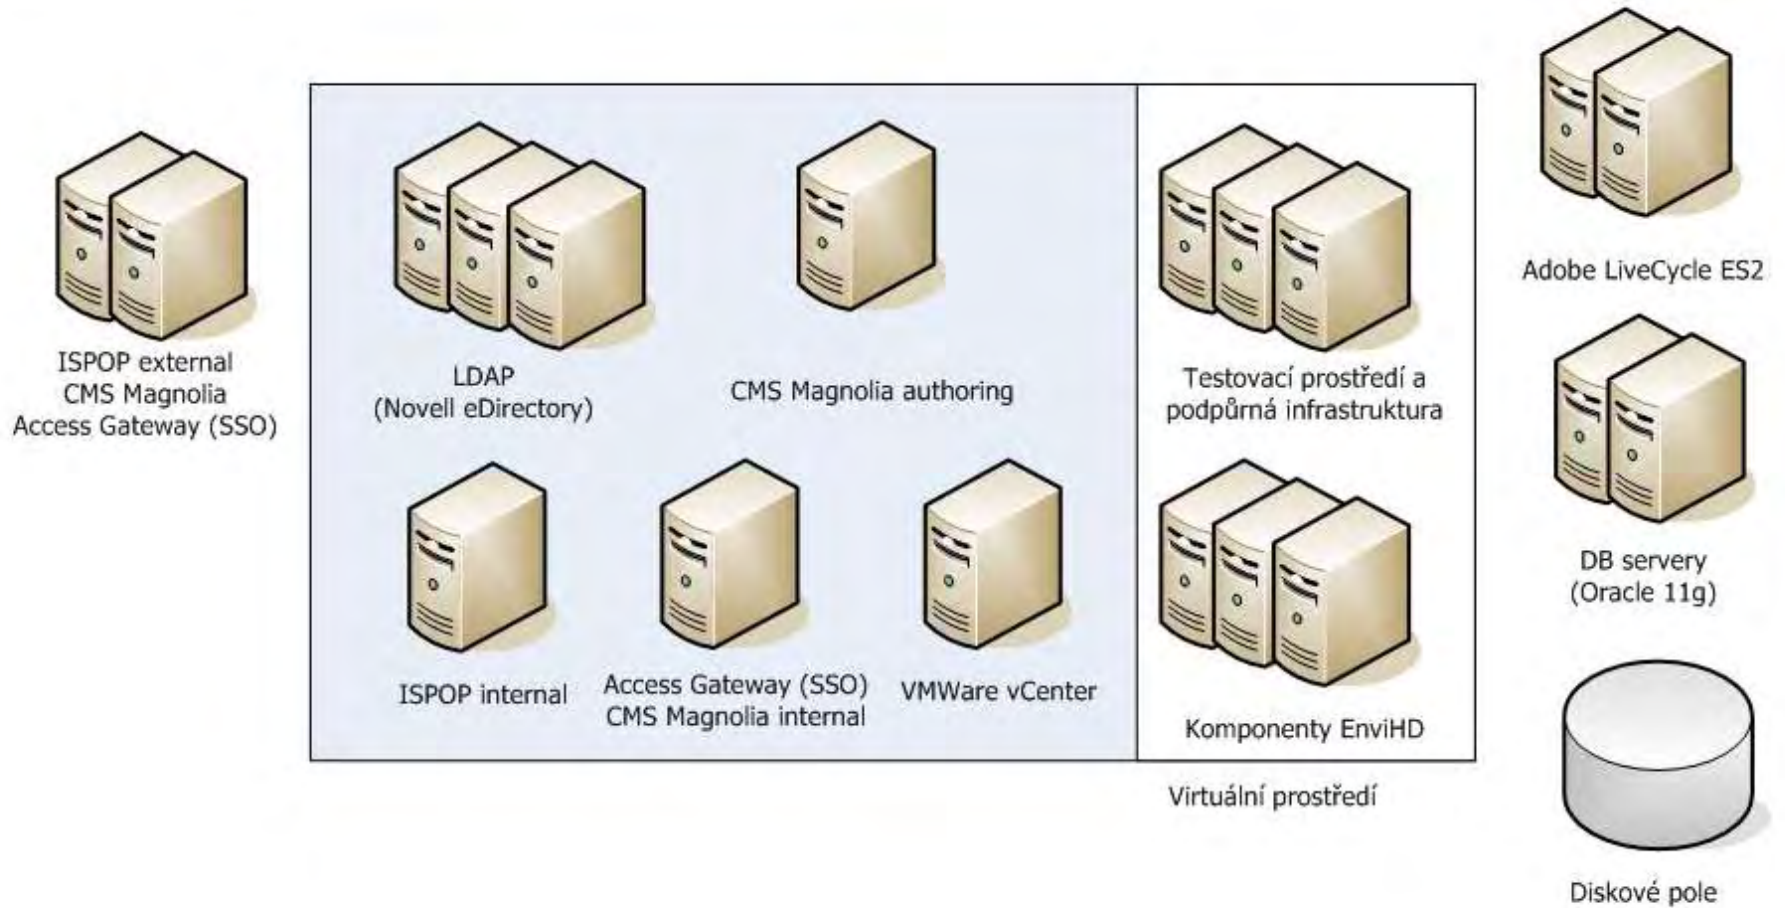 ISPOP external
CMS Magnolia
Access Gateway (SSO)
LDAP
(Novell eDirectory)
CMS Magnolia authoring
Testovací prostředí a
podpůrná infrastruktura
Adobe LiveCycle ES2
ISPOP internal
Access Gateway (SSO)
CMS Magnolia internal
VMWare vCenter
Komponenty EnviHD
DB servery
(Oracle 11g)
Virtuální prostředí
Diskové pole